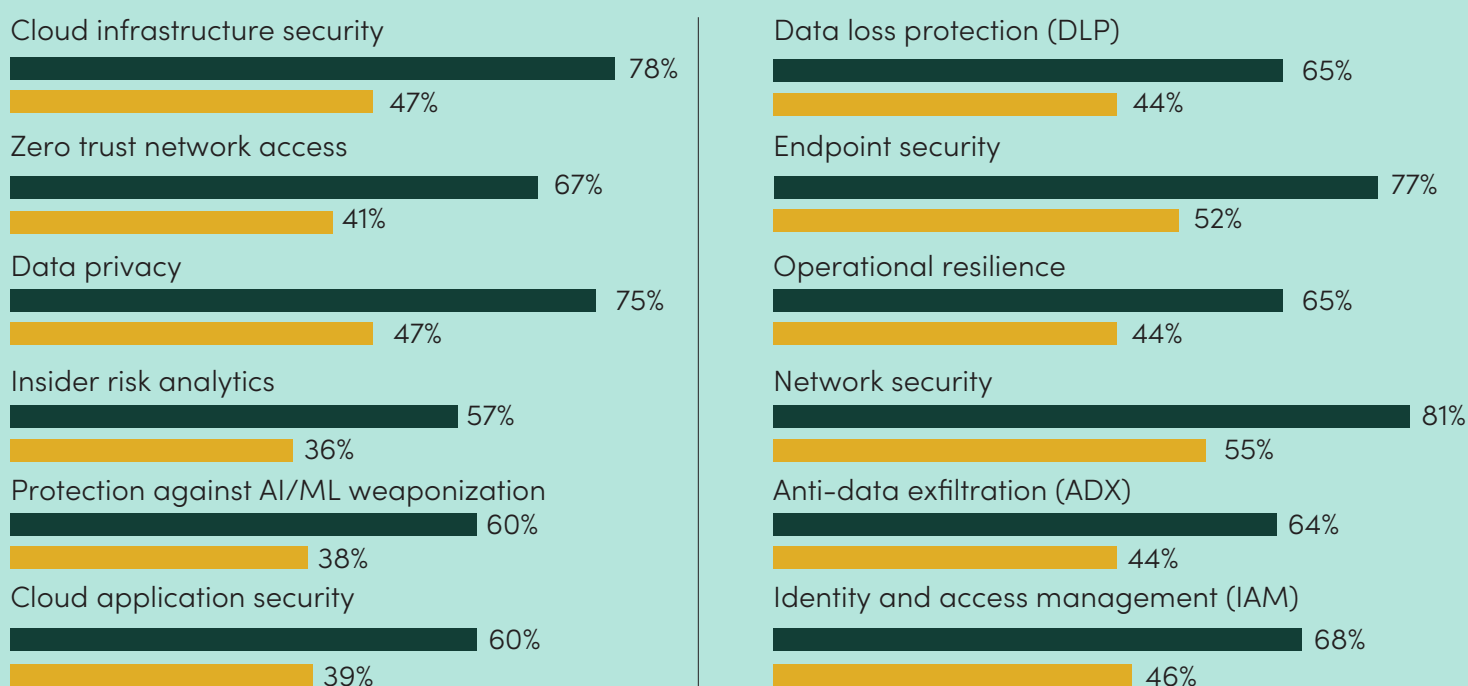 Cloud infrastructure security
78%
47%
Zero trust network access
67%
41%
Data privacy
75%
47%
Insider risk analytics
57%
36%
Protection against AI/ML weaponization
60%
38%
Cloud application security
60%
39%
Data loss protection (DLP)
65%
44%
Endpoint security
77%
52%
Operational resilience
65%
44%
Network security
81%
55%
Anti-data exfiltration (ADX)
64%
44%
Identity and access management (IAM)
68%
46%